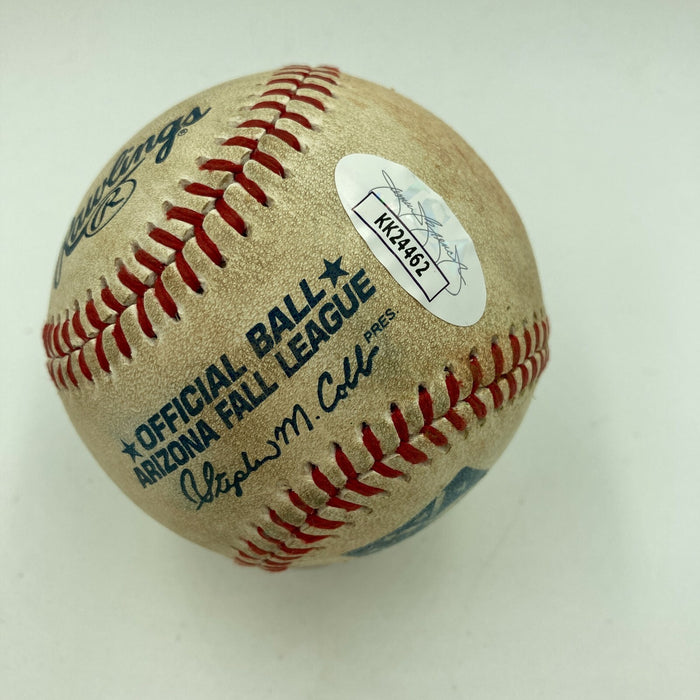 Rawlings®
R
★OFFICIAL BALL★
ARIZONA FALL LEAGUE
Stephen M. Cobb PRES.
KK24462